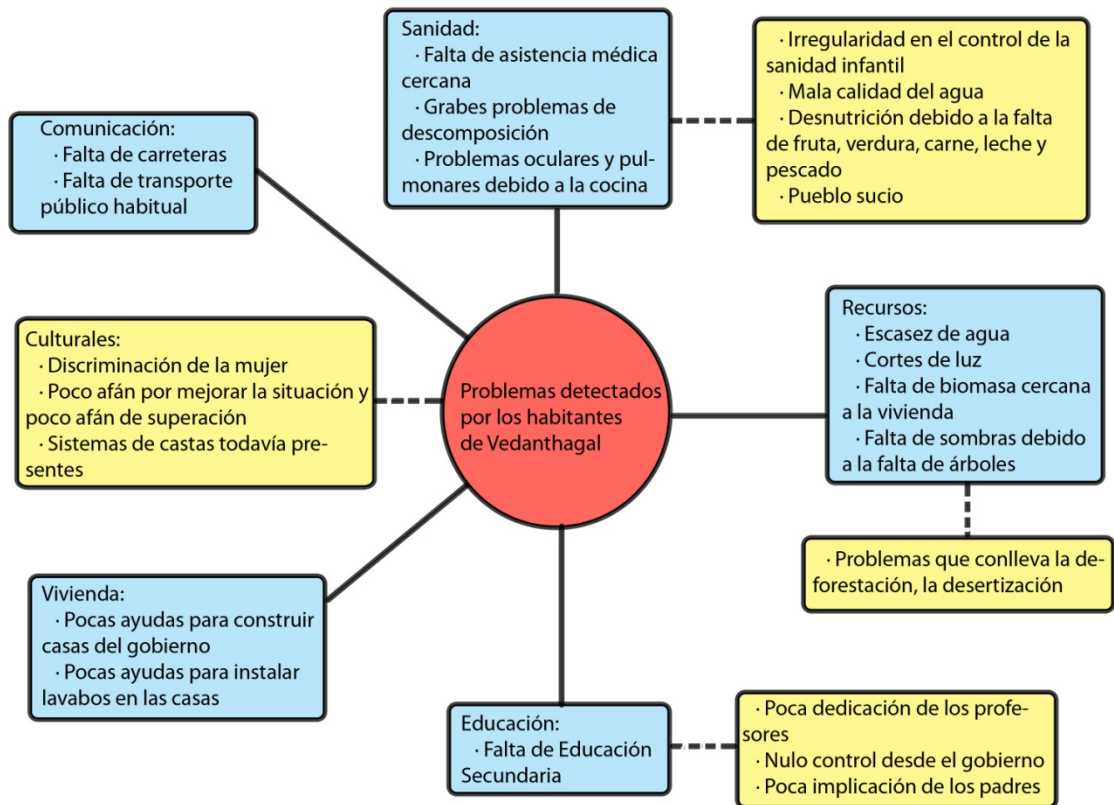 Sanidad:
· Falta de asistencia médica
cercana
· Grabes problemas de
descomposición
· Problemas oculares y pul-
monares debido a la cocina
· Irregularidad en el control de la
sanidad infantil
· Mala calidad del agua
· Desnutrición debido a la falta
de fruta, verdura, carne, leche y
pescado
· Pueblo sucio
Comunicación:
· Falta de carreteras
· Falta de transporte
público habitual
Culturales:
· Discriminación de la mujer
· Poco afán por mejorar la situación y
poco afán de superación
· Sistemas de castas todavía pre-
sentes
Problemas detectados
por los habitantes
de Vedanthagal
Recursos:
· Escasez de agua
· Cortes de luz
· Falta de biomasa cercana
a la vivienda
· Falta de sombras debido
a la falta de árboles
· Problemas que conlleva la de-
forestación, la desertización
Vivienda:
· Pocas ayudas para construir
casas del gobierno
· Pocas ayudas para instalar
lavabos en las casas
Educación:
· Falta de Educación
Secundaria
· Poca dedicación de los profe-
sores
· Nulo control desde el gobierno
· Poca implicación de los padres